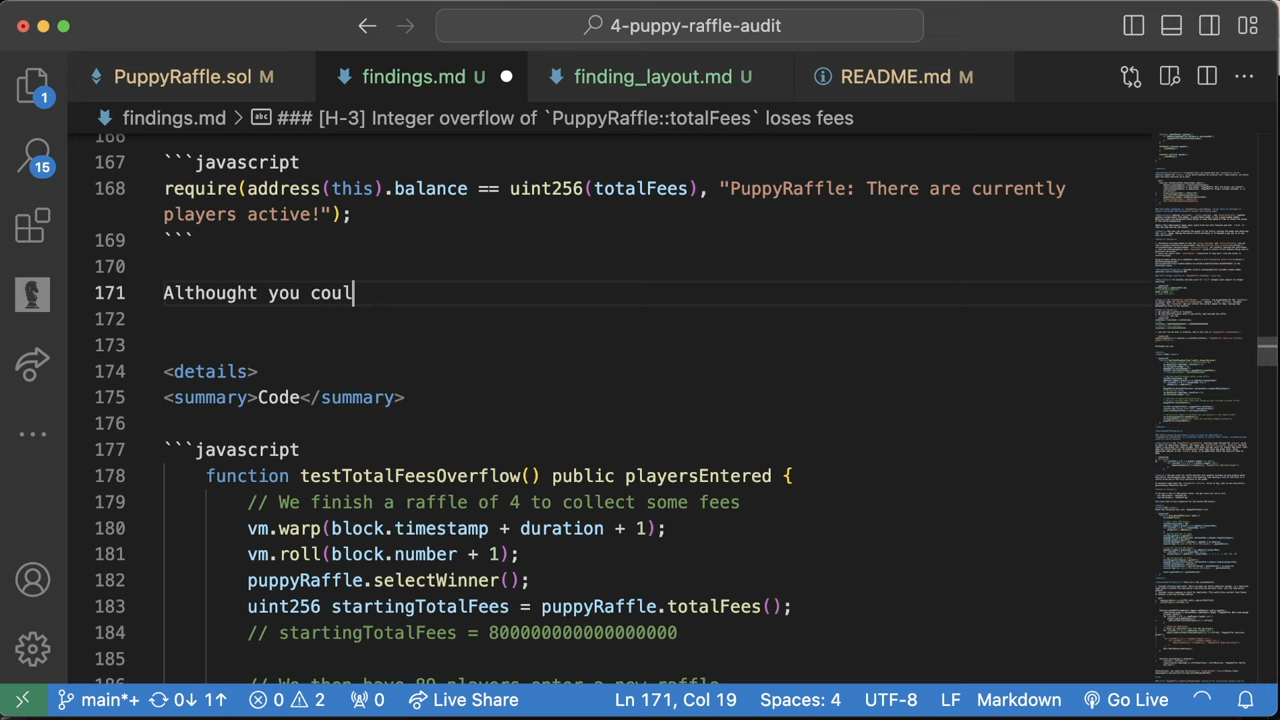 4-puppy-raffle-audit
PuppyRaffle.sol M
findings.md U
finding_layout.md U
README.md M
1
findings.md > ### [H-3] Integer overflow of `PuppyRaffle::totalFees` loses fees
166
167 ```javascript
15
168 require(address(this).balance == uint256(totalFees), "PuppyRaffle: There are currently
players active!");
169 ```
170
171 Althought you coul
172
173
174 <details>
175 <summary>Code</summary>
176
177 ```javascript
178 function testTotalFeesOverflow() public playersEntered {
179 // We finish a raffle of 4 to collect some fees
180 vm.warp(block.timestamp + duration + 1);
181 vm.roll(block.number + 1);
182 puppyRaffle.selectWinner();
183 uint256 startingTotalFees = puppyRaffle.totalFees();
184 // startingTotalFees = 800000000000000000
185
main*+ 0↓ 1↑ 0 2 0 Live Share Ln 171, Col 19 Spaces: 4 UTF-8 LF Markdown Go Live